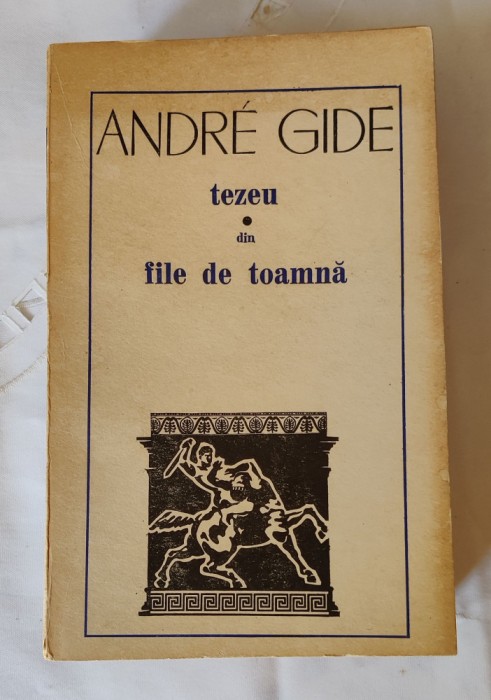 ANDRÉ GIDE
tezeu
din
file de toamnă